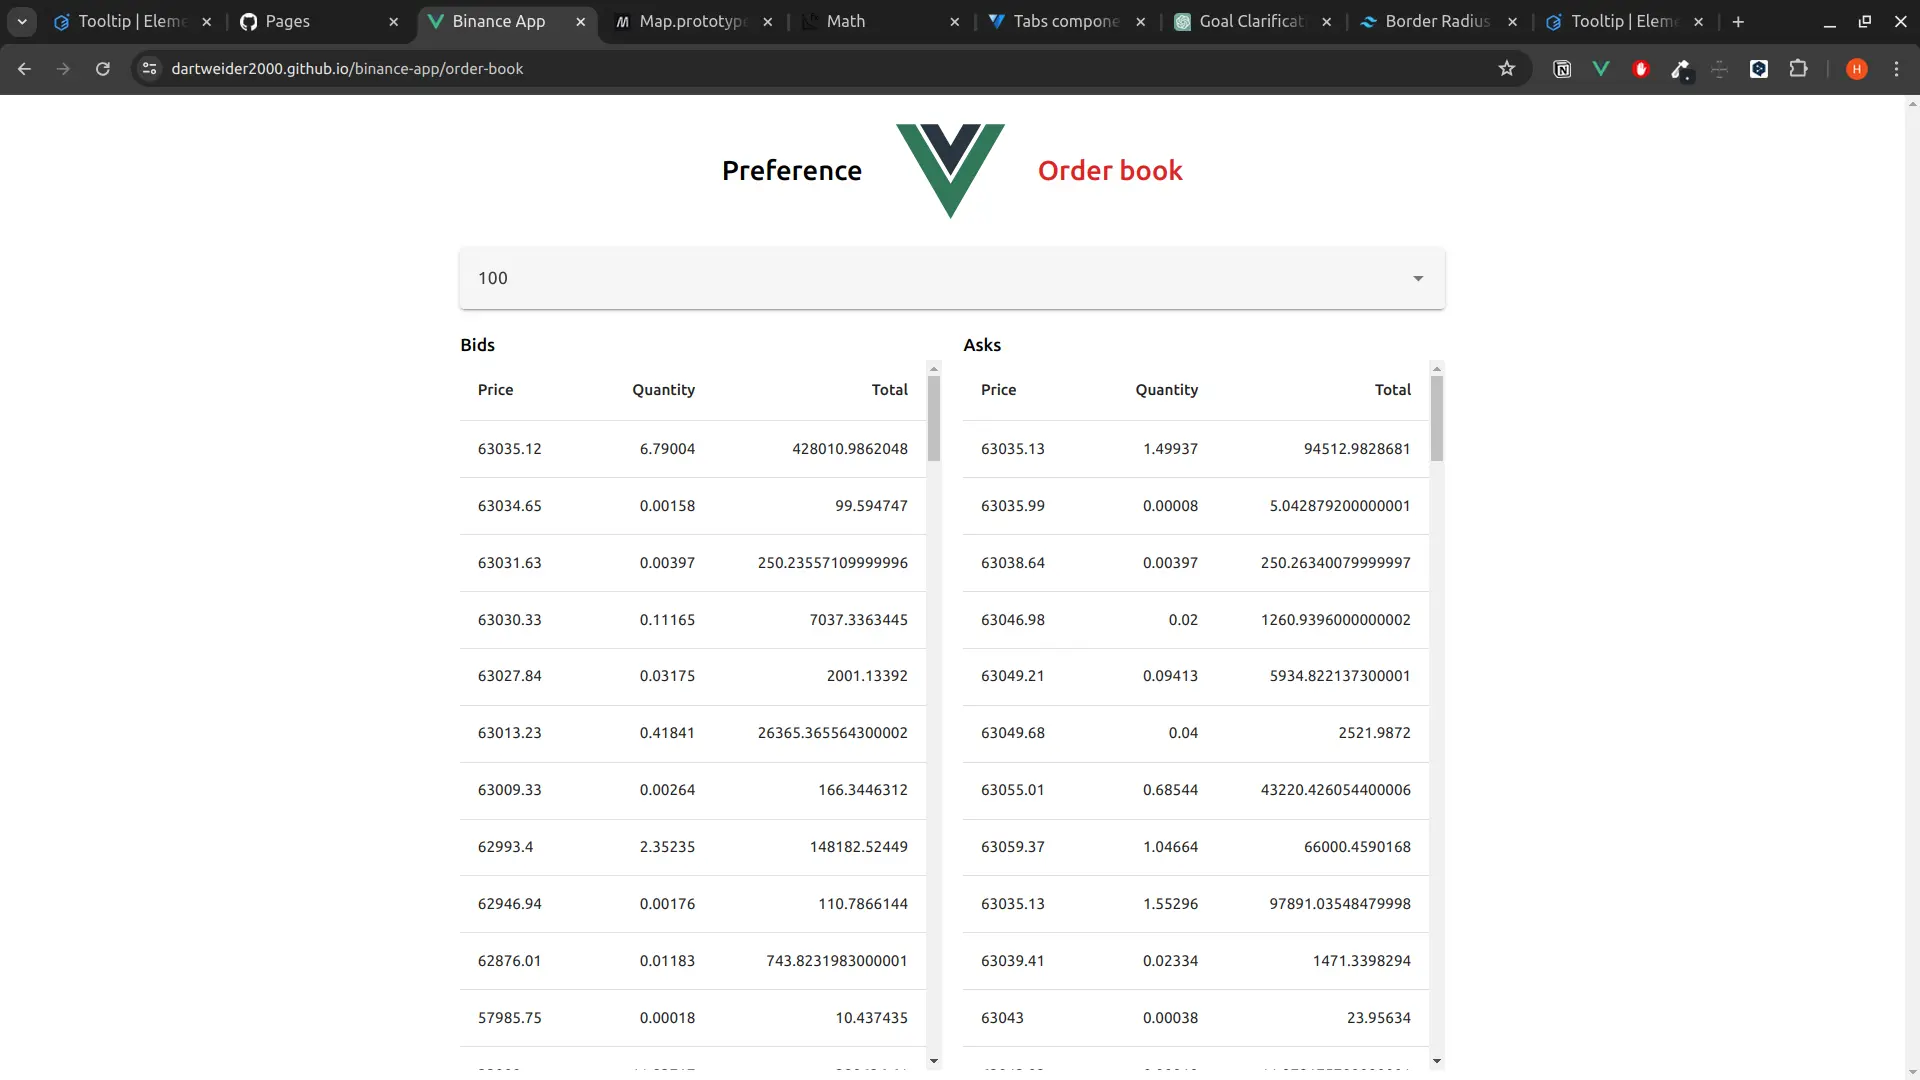 Tooltip | Eleme
Pages
Binance App
Map.prototype
Math
Tabs compone
Goal Clarificat
Border Radius
Tooltip | Eleme
dartweider2000.github.io/binance-app/order-book
H
Preference
Order book
100
Bids
Asks
Price Quantity Total Price Quantity Total
63035.12 6.79004 428010.9862048 63035.13 1.49937 94512.9828681
63034.65 0.00158 99.594747 63035.99 0.00008 5.042879200000001
63031.63 0.00397 250.23557109999996 63038.64 0.00397 250.26340079999997
63030.33 0.11165 7037.3363445 63046.98 0.02 1260.9396000000002
63027.84 0.03175 2001.13392 63049.21 0.09413 5934.822137300001
63013.23 0.41841 26365.365564300002 63049.68 0.04 2521.9872
63009.33 0.00264 166.3446312 63055.01 0.68544 43220.426054400006
62993.4 2.35235 148182.52449 63059.37 1.04664 66000.4590168
62946.94 0.00176 110.7866144 63035.13 1.55296 97891.03548479998
62876.01 0.01183 743.8231983000001 63039.41 0.02334 1471.3398294
57985.75 0.00018 10.437435 63043 0.00038 23.95634